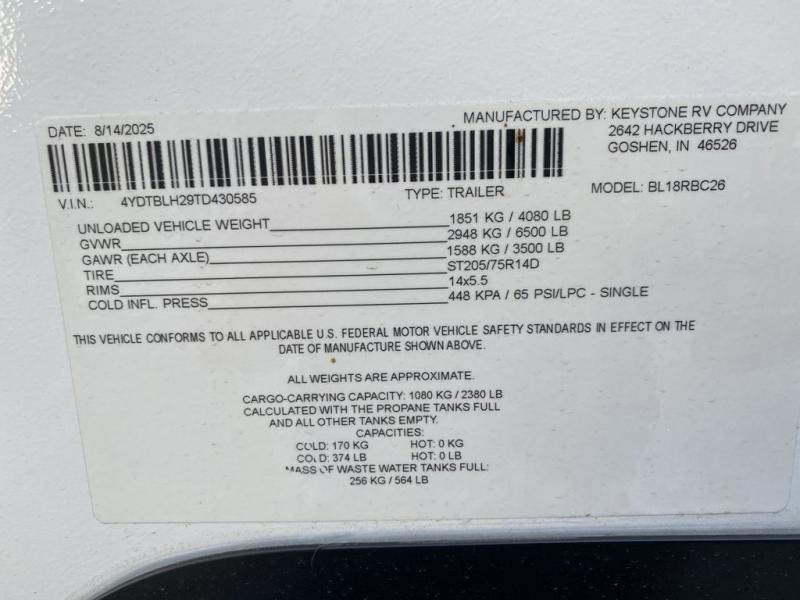 DATE: 8/14/2025
MANUFACTURED BY: KEYSTONE RV COMPANY
2642 HACKBERRY DRIVE
GOSHEN, IN 46526
V.I.N.: 4YDTBLH29TD430585 TYPE: TRAILER MODEL: BL18RBC26
UNLOADED VEHICLE WEIGHT 1851 KG / 4080 LB
GVWR 2948 KG / 6500 LB
GAWR (EACH AXLE) 1588 KG / 3500 LB
TIRE ST205/75R14D
RIMS 14x5.5
COLD INFL. PRESS 448 KPA / 65 PSI/LPC - SINGLE
THIS VEHICLE CONFORMS TO ALL APPLICABLE U.S. FEDERAL MOTOR VEHICLE SAFETY STANDARDS IN EFFECT ON THE
DATE OF MANUFACTURE SHOWN ABOVE.
ALL WEIGHTS ARE APPROXIMATE.
CARGO-CARRYING CAPACITY: 1080 KG / 2380 LB
CALCULATED WITH THE PROPANE TANKS FULL
AND ALL OTHER TANKS EMPTY.
CAPACITIES:
COLD: 170 KG HOT: 0 KG
COLD: 374 LB HOT: 0 LB
MASS OF WASTE WATER TANKS FULL:
256 KG / 564 LB